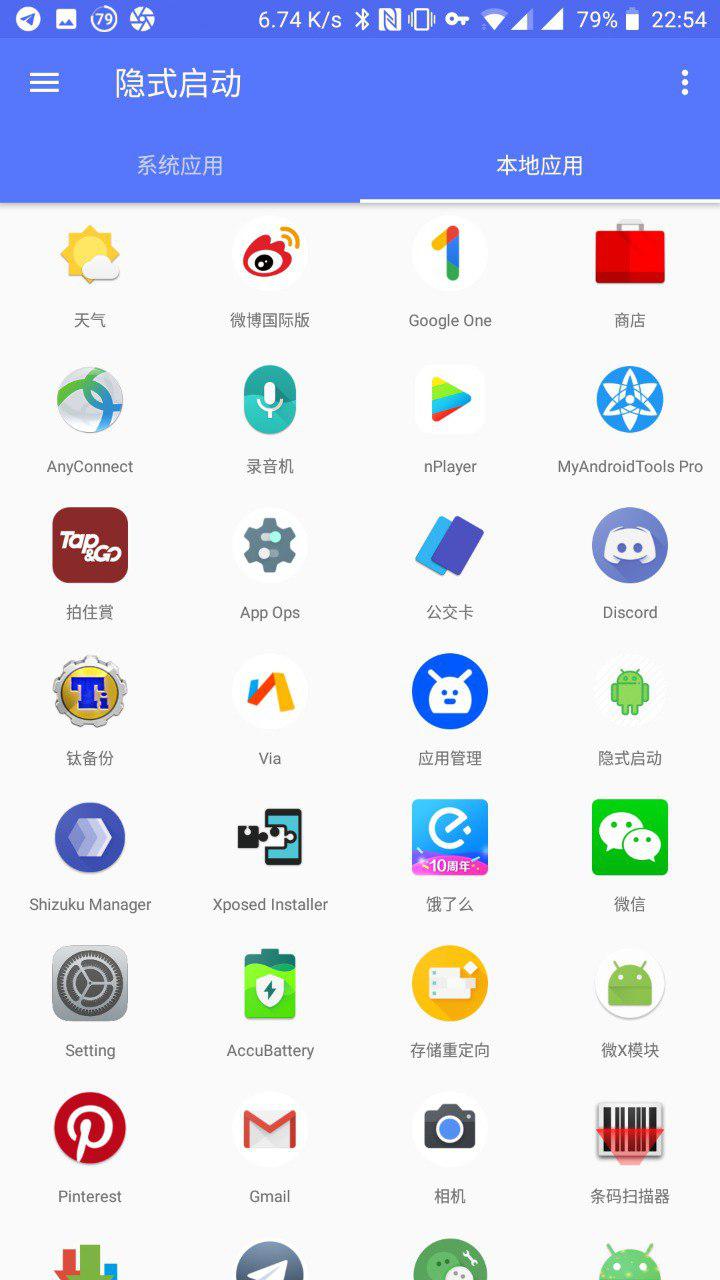 79 6.74 K/s 79% 22:54
隐式启动
系统应用 本地应用
天气 微博国际版 Google One 商店
AnyConnect 录音机 nPlayer MyAndroidTools Pro
Tap
&GO
拍住賞 App Ops 公交卡 Discord
Ti
钛备份 Via 应用管理 隐式启动
10周年
Shizuku Manager Xposed Installer 饿了么 微信
Setting AccuBattery 存储重定向 微X模块
Pinterest Gmail 相机 条码扫描器